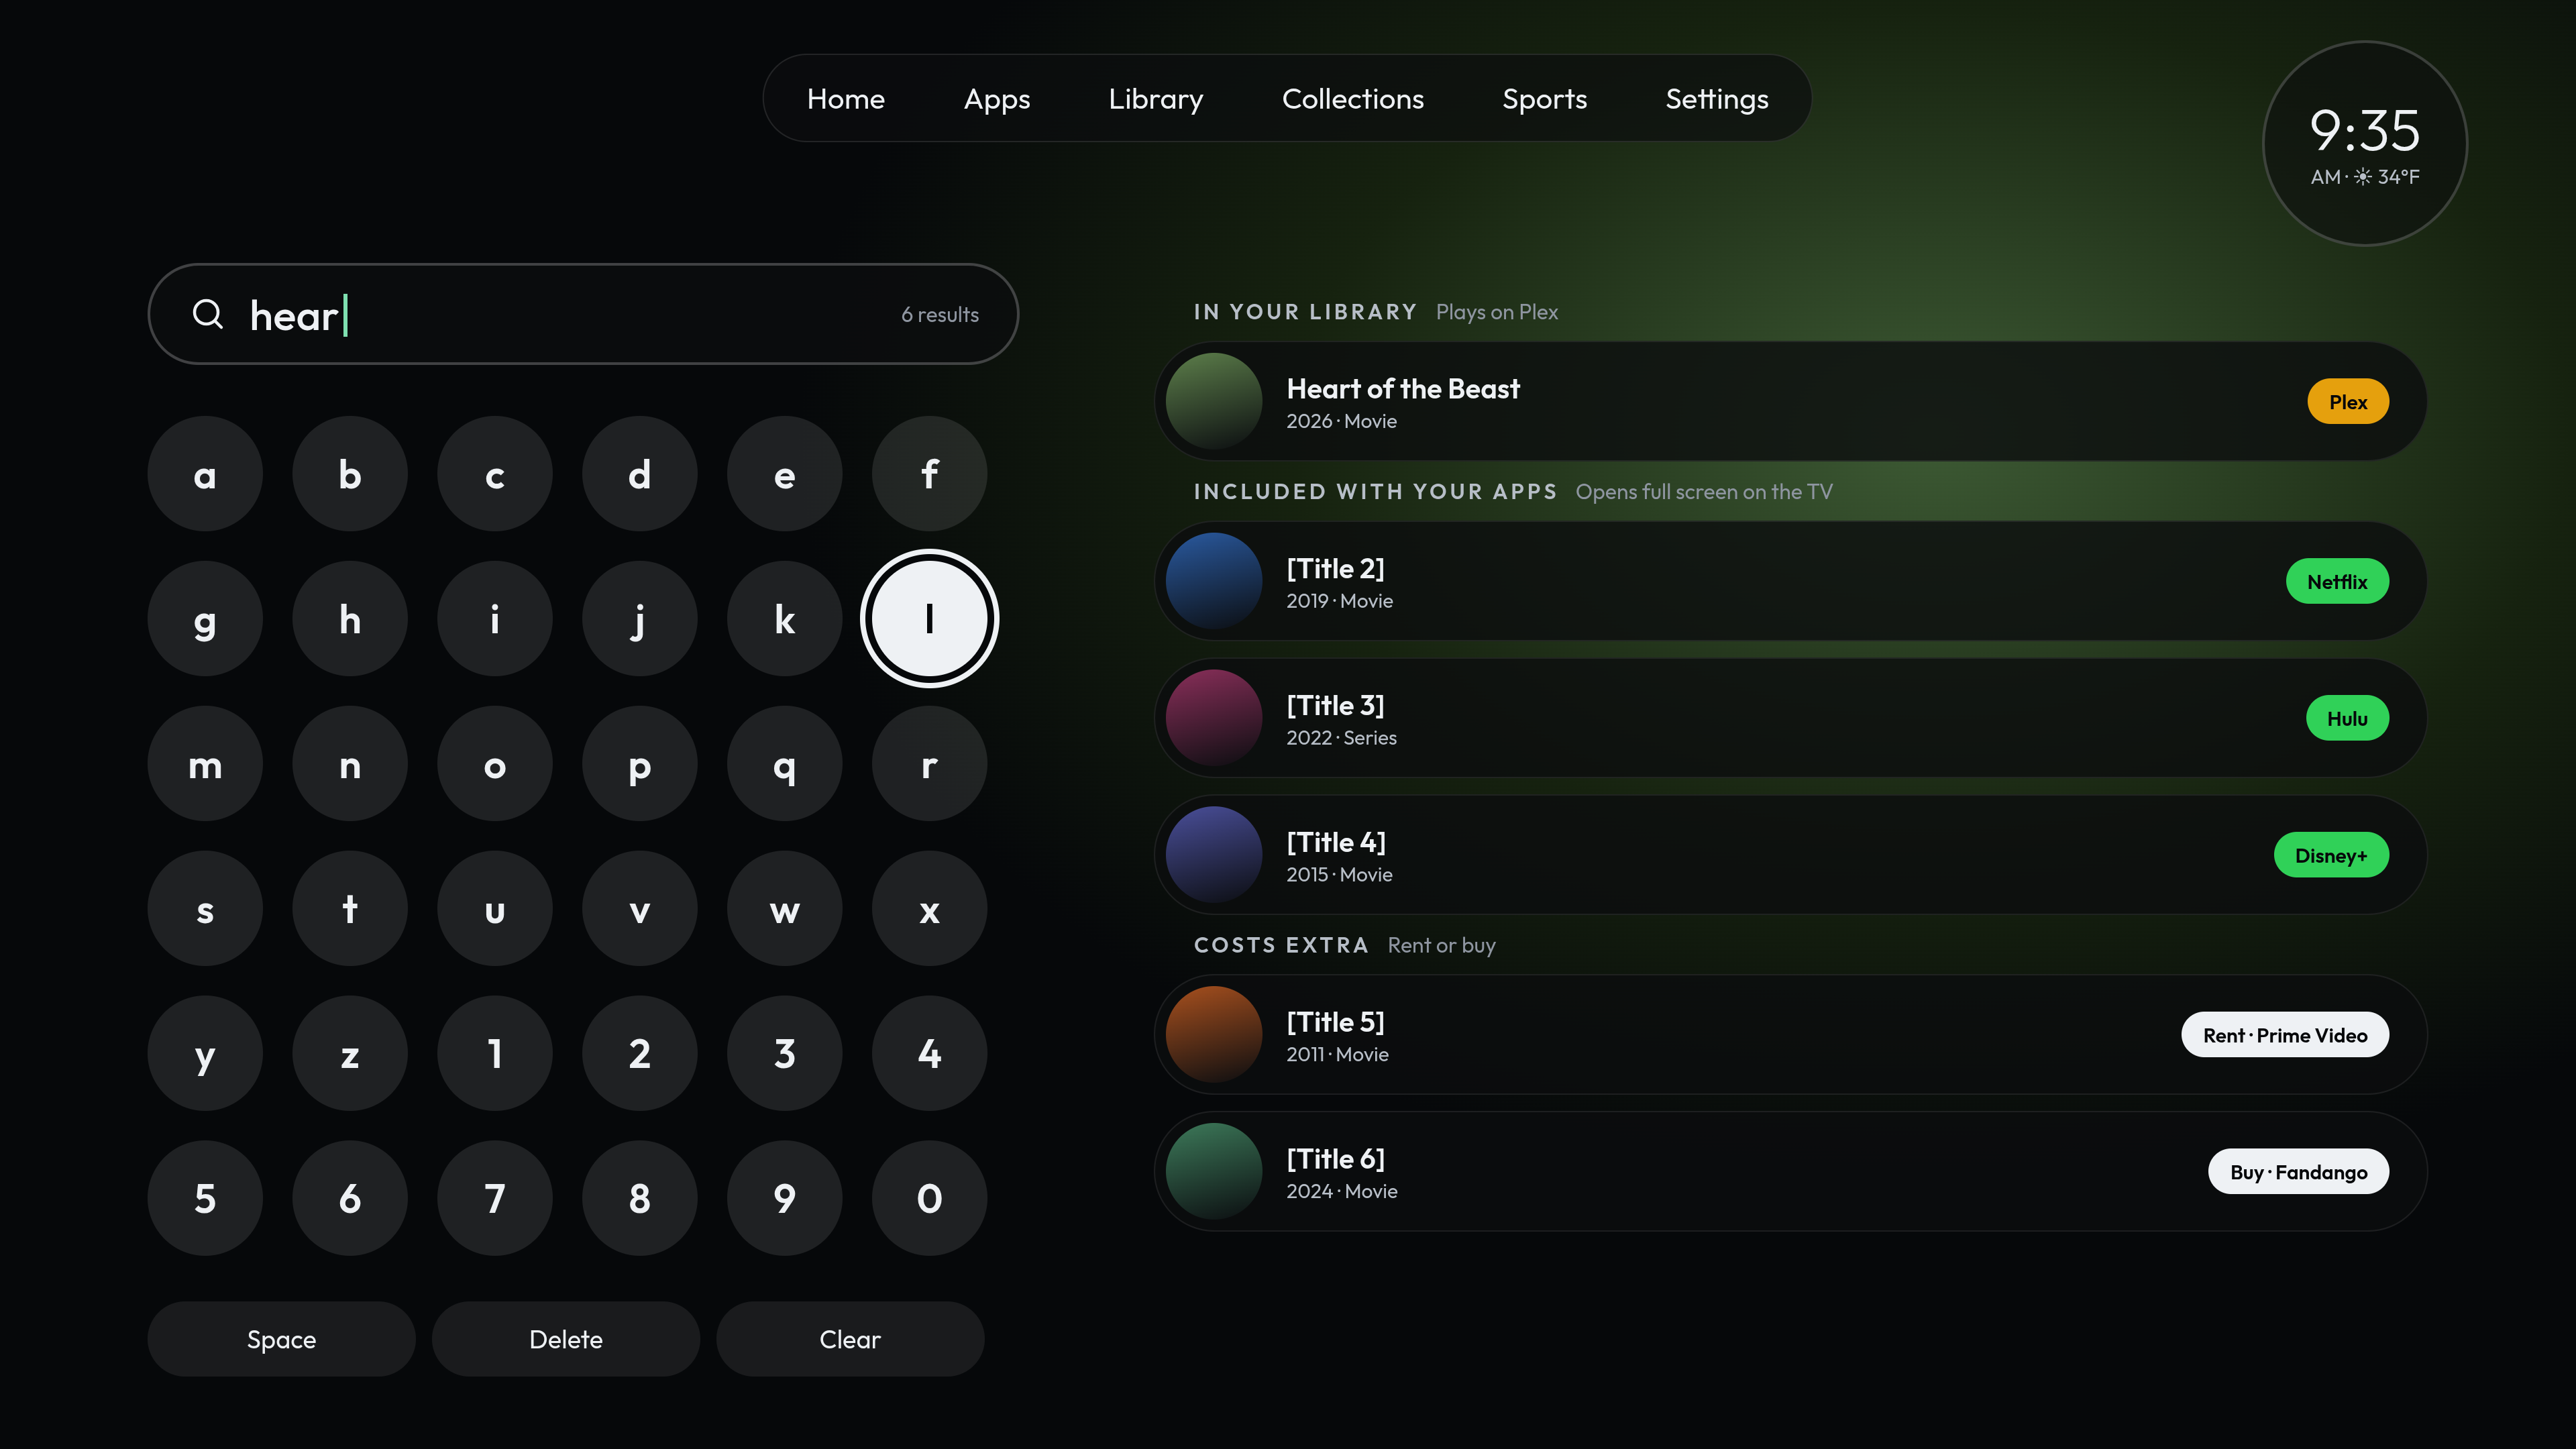 Home Apps Library Collections Sports Settings
9:35
AM · 34°F
hear
6 results
a b c d e f
g h i j k l
m n o p q r
s t u v w x
y z 1 2 3 4
5 6 7 8 9 0
Space Delete Clear
IN YOUR LIBRARY Plays on Plex
Heart of the Beast
2026 · Movie
Plex
INCLUDED WITH YOUR APPS Opens full screen on the TV
[Title 2]
2019 · Movie
Netflix
[Title 3]
2022 · Series
Hulu
[Title 4]
2015 · Movie
Disney+
COSTS EXTRA Rent or buy
[Title 5]
2011 · Movie
Rent · Prime Video
[Title 6]
2024 · Movie
Buy · Fandango